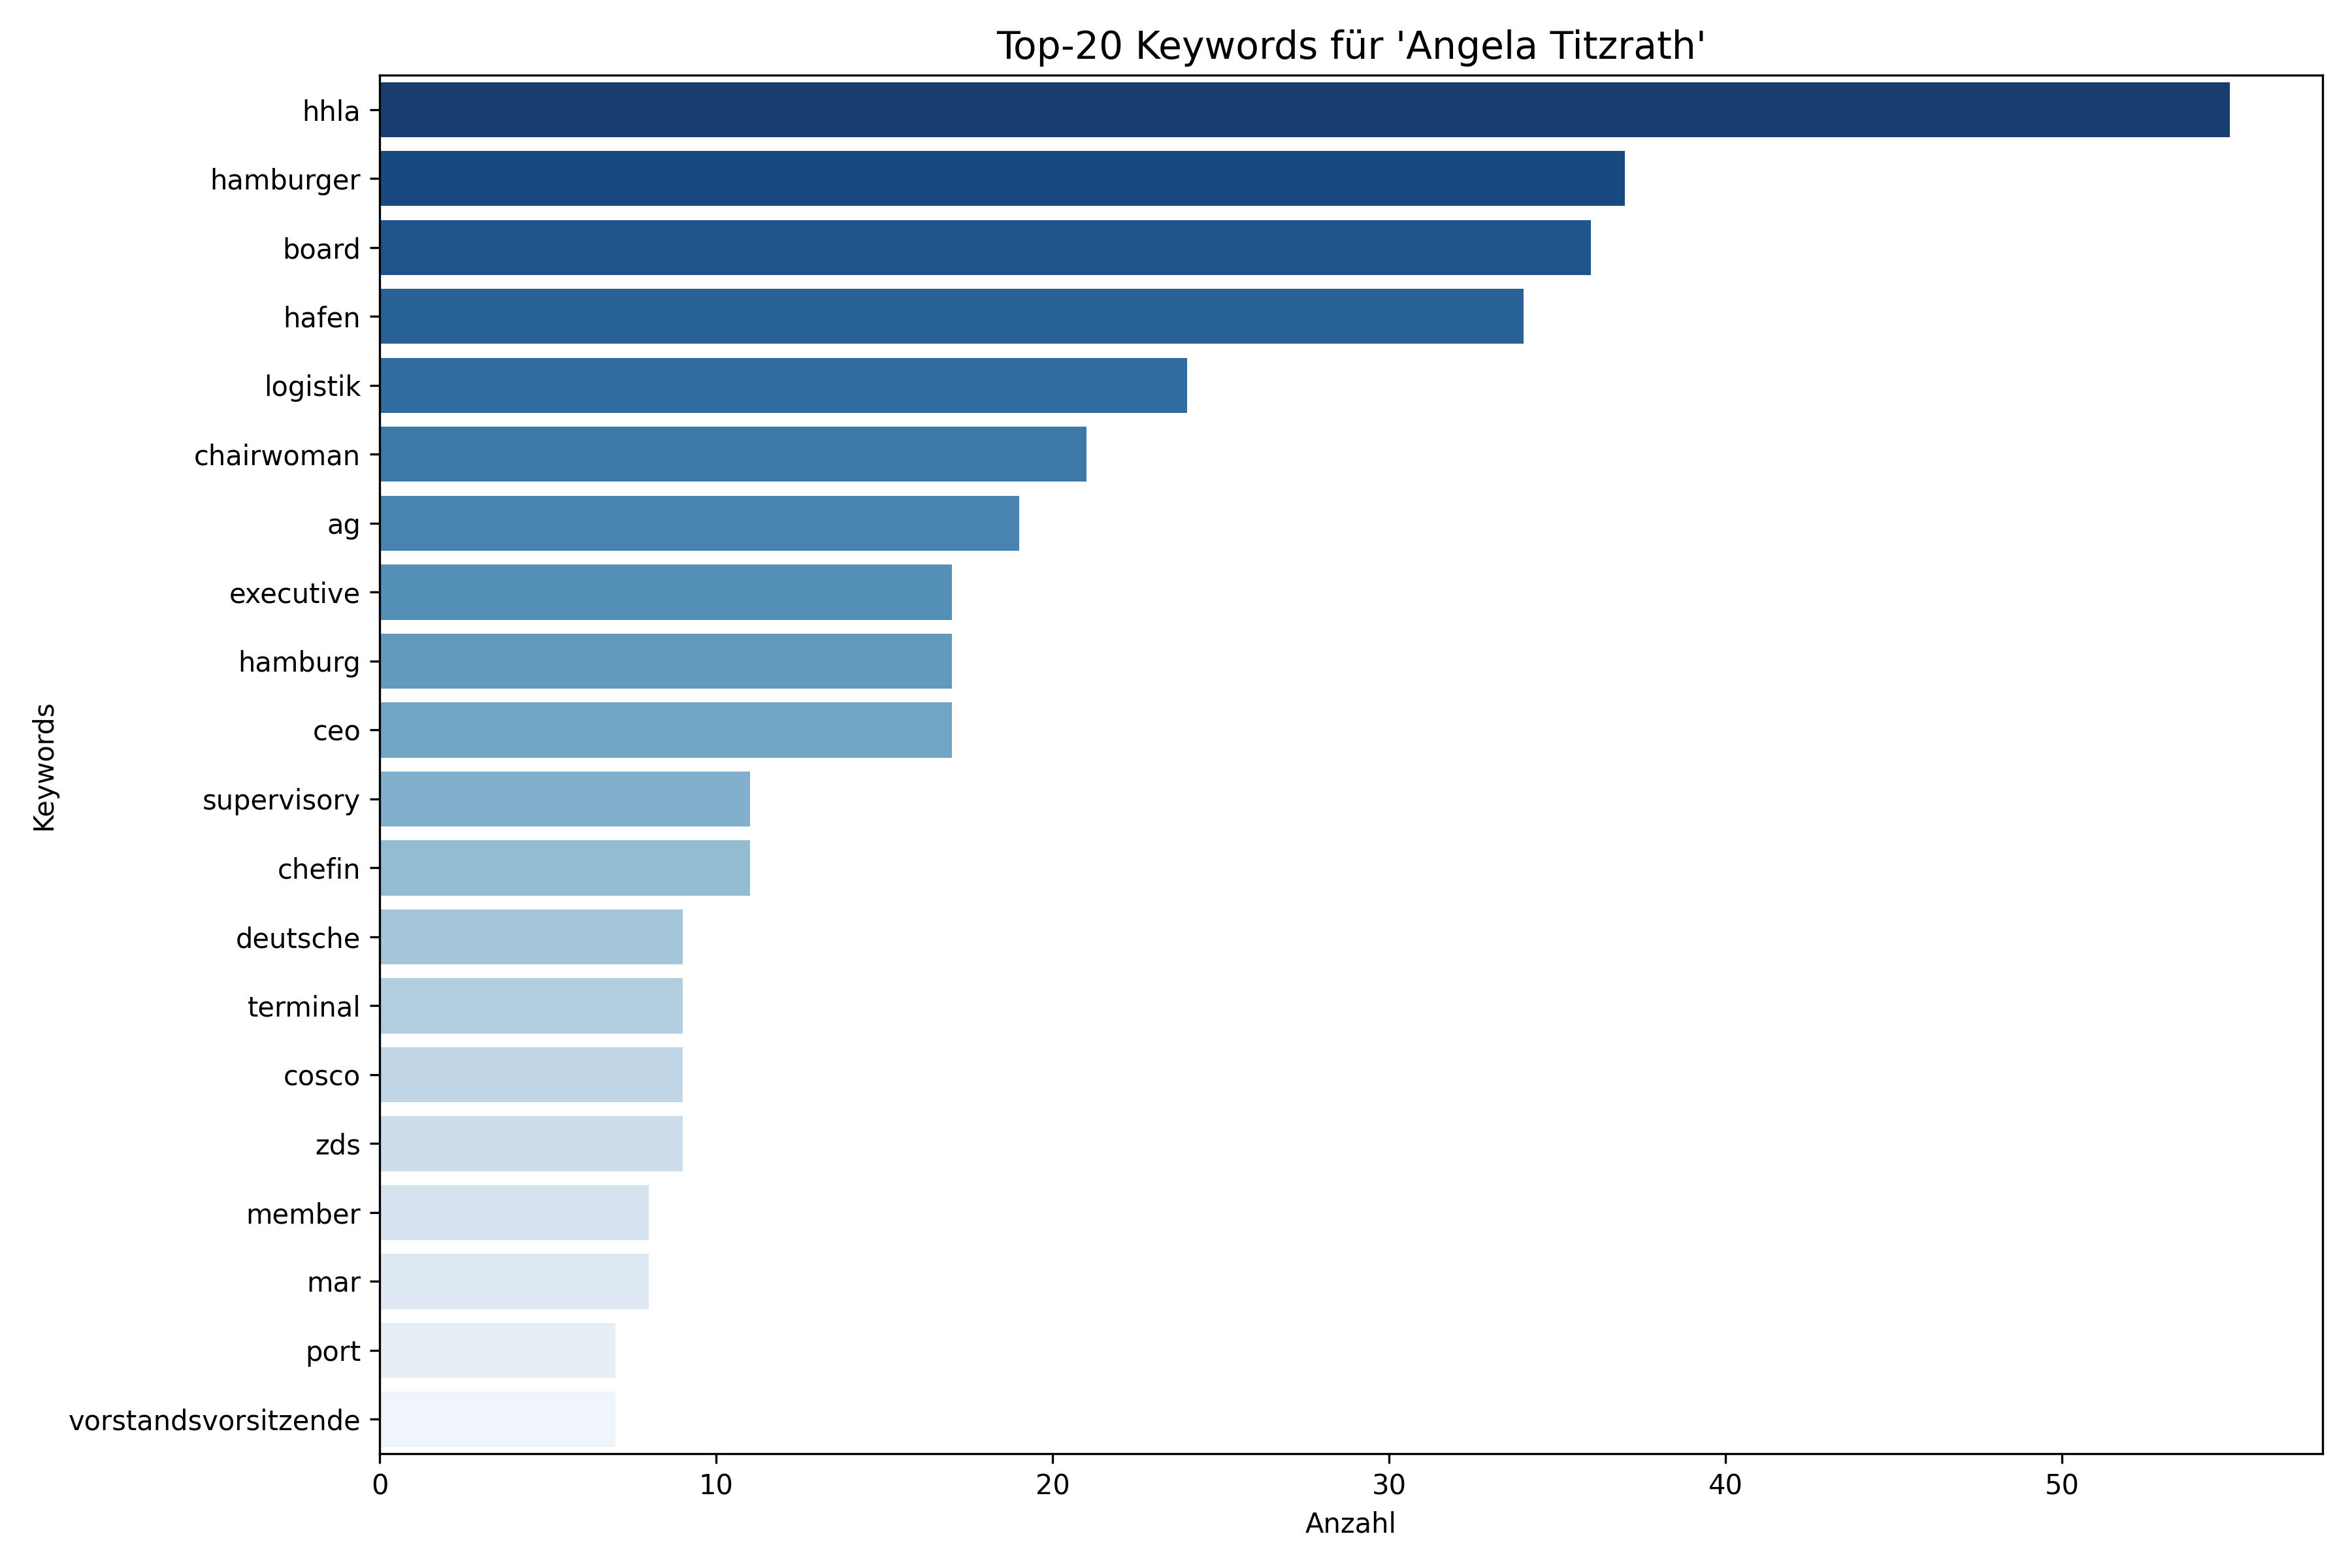 Top-20 Keywords für 'Angela Titzrath'
hhla
hamburger
board
hafen
logistik
chairwoman
ag
executive
hamburg
ceo
supervisory
chefin
deutsche
terminal
cosco
zds
member
mar
port
vorstandsvorsitzende
Keywords
0 10 20 30 40 50
Anzahl